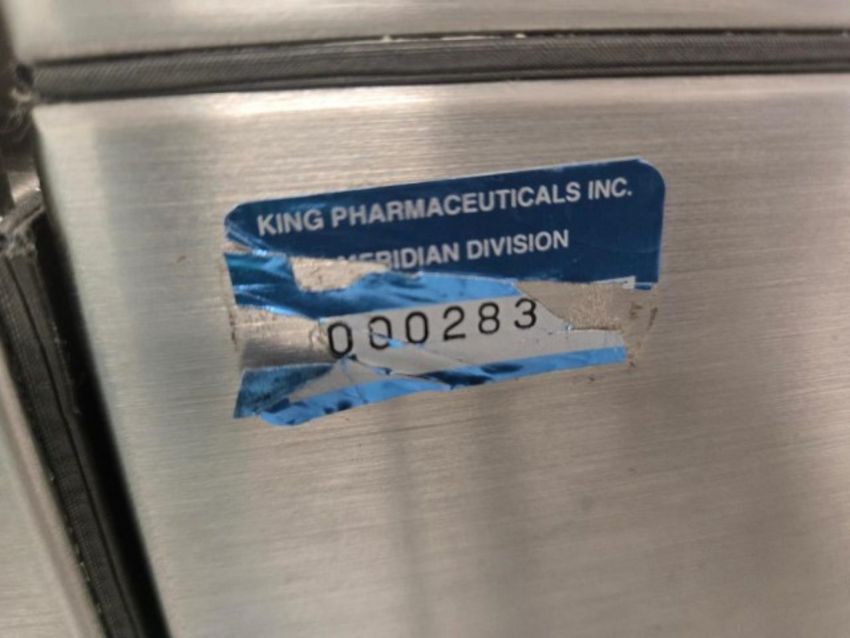 KING PHARMACEUTICALS INC.
MERIDIAN DIVISION
000283